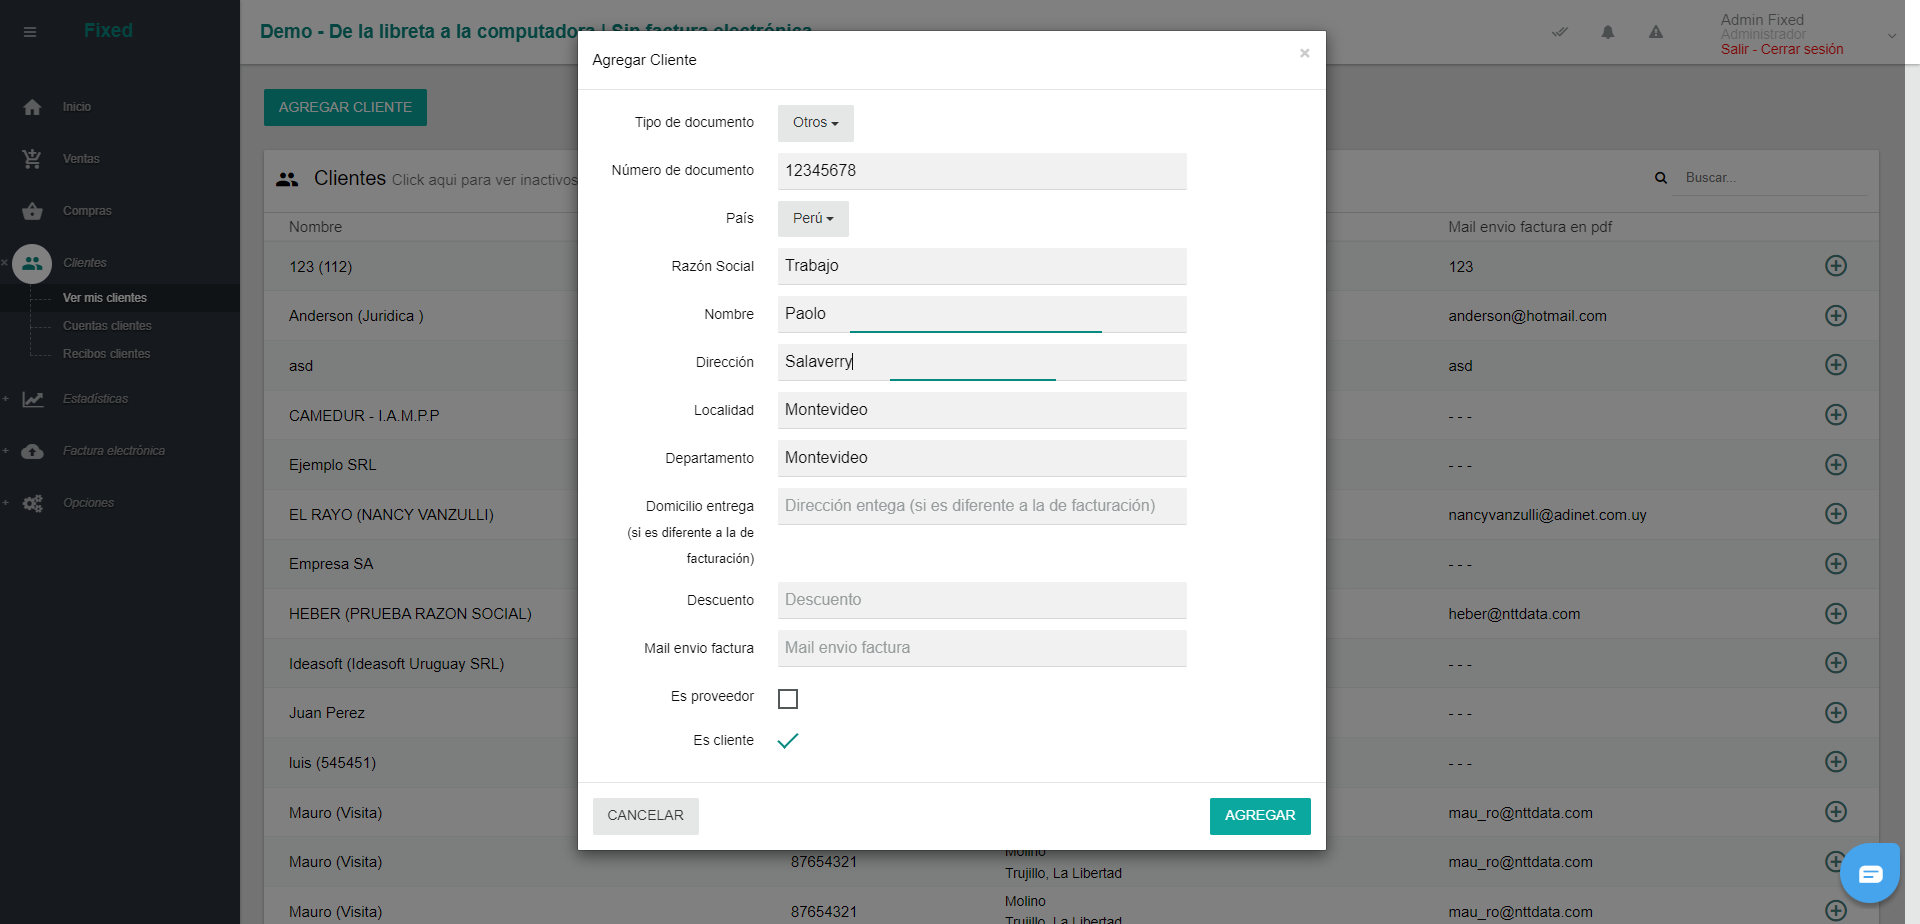 Fixed
Demo - De la libreta a la computadora | Sin factura electrónica
Admin Fixed
Administrador
Salir - Cerrar sesión
Inicio
Ventas
Compras
Clientes
Ver mis clientes
Cuentas clientes
Recibos clientes
Estadísticas
Factura electrónica
Opciones
AGREGAR CLIENTE
Clientes Click aqui para ver inactivos
Buscar...
Nombre
Mail envio factura en pdf
123 (112)
123
Anderson (Juridica )
anderson@hotmail.com
asd
asd
CAMEDUR - I.A.M.P.P
- - -
Ejemplo SRL
- - -
EL RAYO (NANCY VANZULLI)
nancyvanzulli@adinet.com.uy
Empresa SA
- - -
HEBER (PRUEBA RAZON SOCIAL)
heber@nttdata.com
Ideasoft (Ideasoft Uruguay SRL)
- - -
Juan Perez
- - -
luis (545451)
- - -
Mauro (Visita)
mau_ro@nttdata.com
Mauro (Visita)
87654321
Molino
Trujillo, La Libertad
mau_ro@nttdata.com
Mauro (Visita)
87654321
Molino
Trujillo, La Libertad
mau_ro@nttdata.com
Agregar Cliente
×
Tipo de documento
Otros
Número de documento
12345678
País
Perú
Razón Social
Trabajo
Nombre
Paolo
Dirección
Salaverry
Localidad
Montevideo
Departamento
Montevideo
Domicilio entrega
(si es diferente a la de
facturación)
Dirección entega (si es diferente a la de facturación)
Descuento
Descuento
Mail envio factura
Mail envio factura
Es proveedor
Es cliente
CANCELAR
AGREGAR